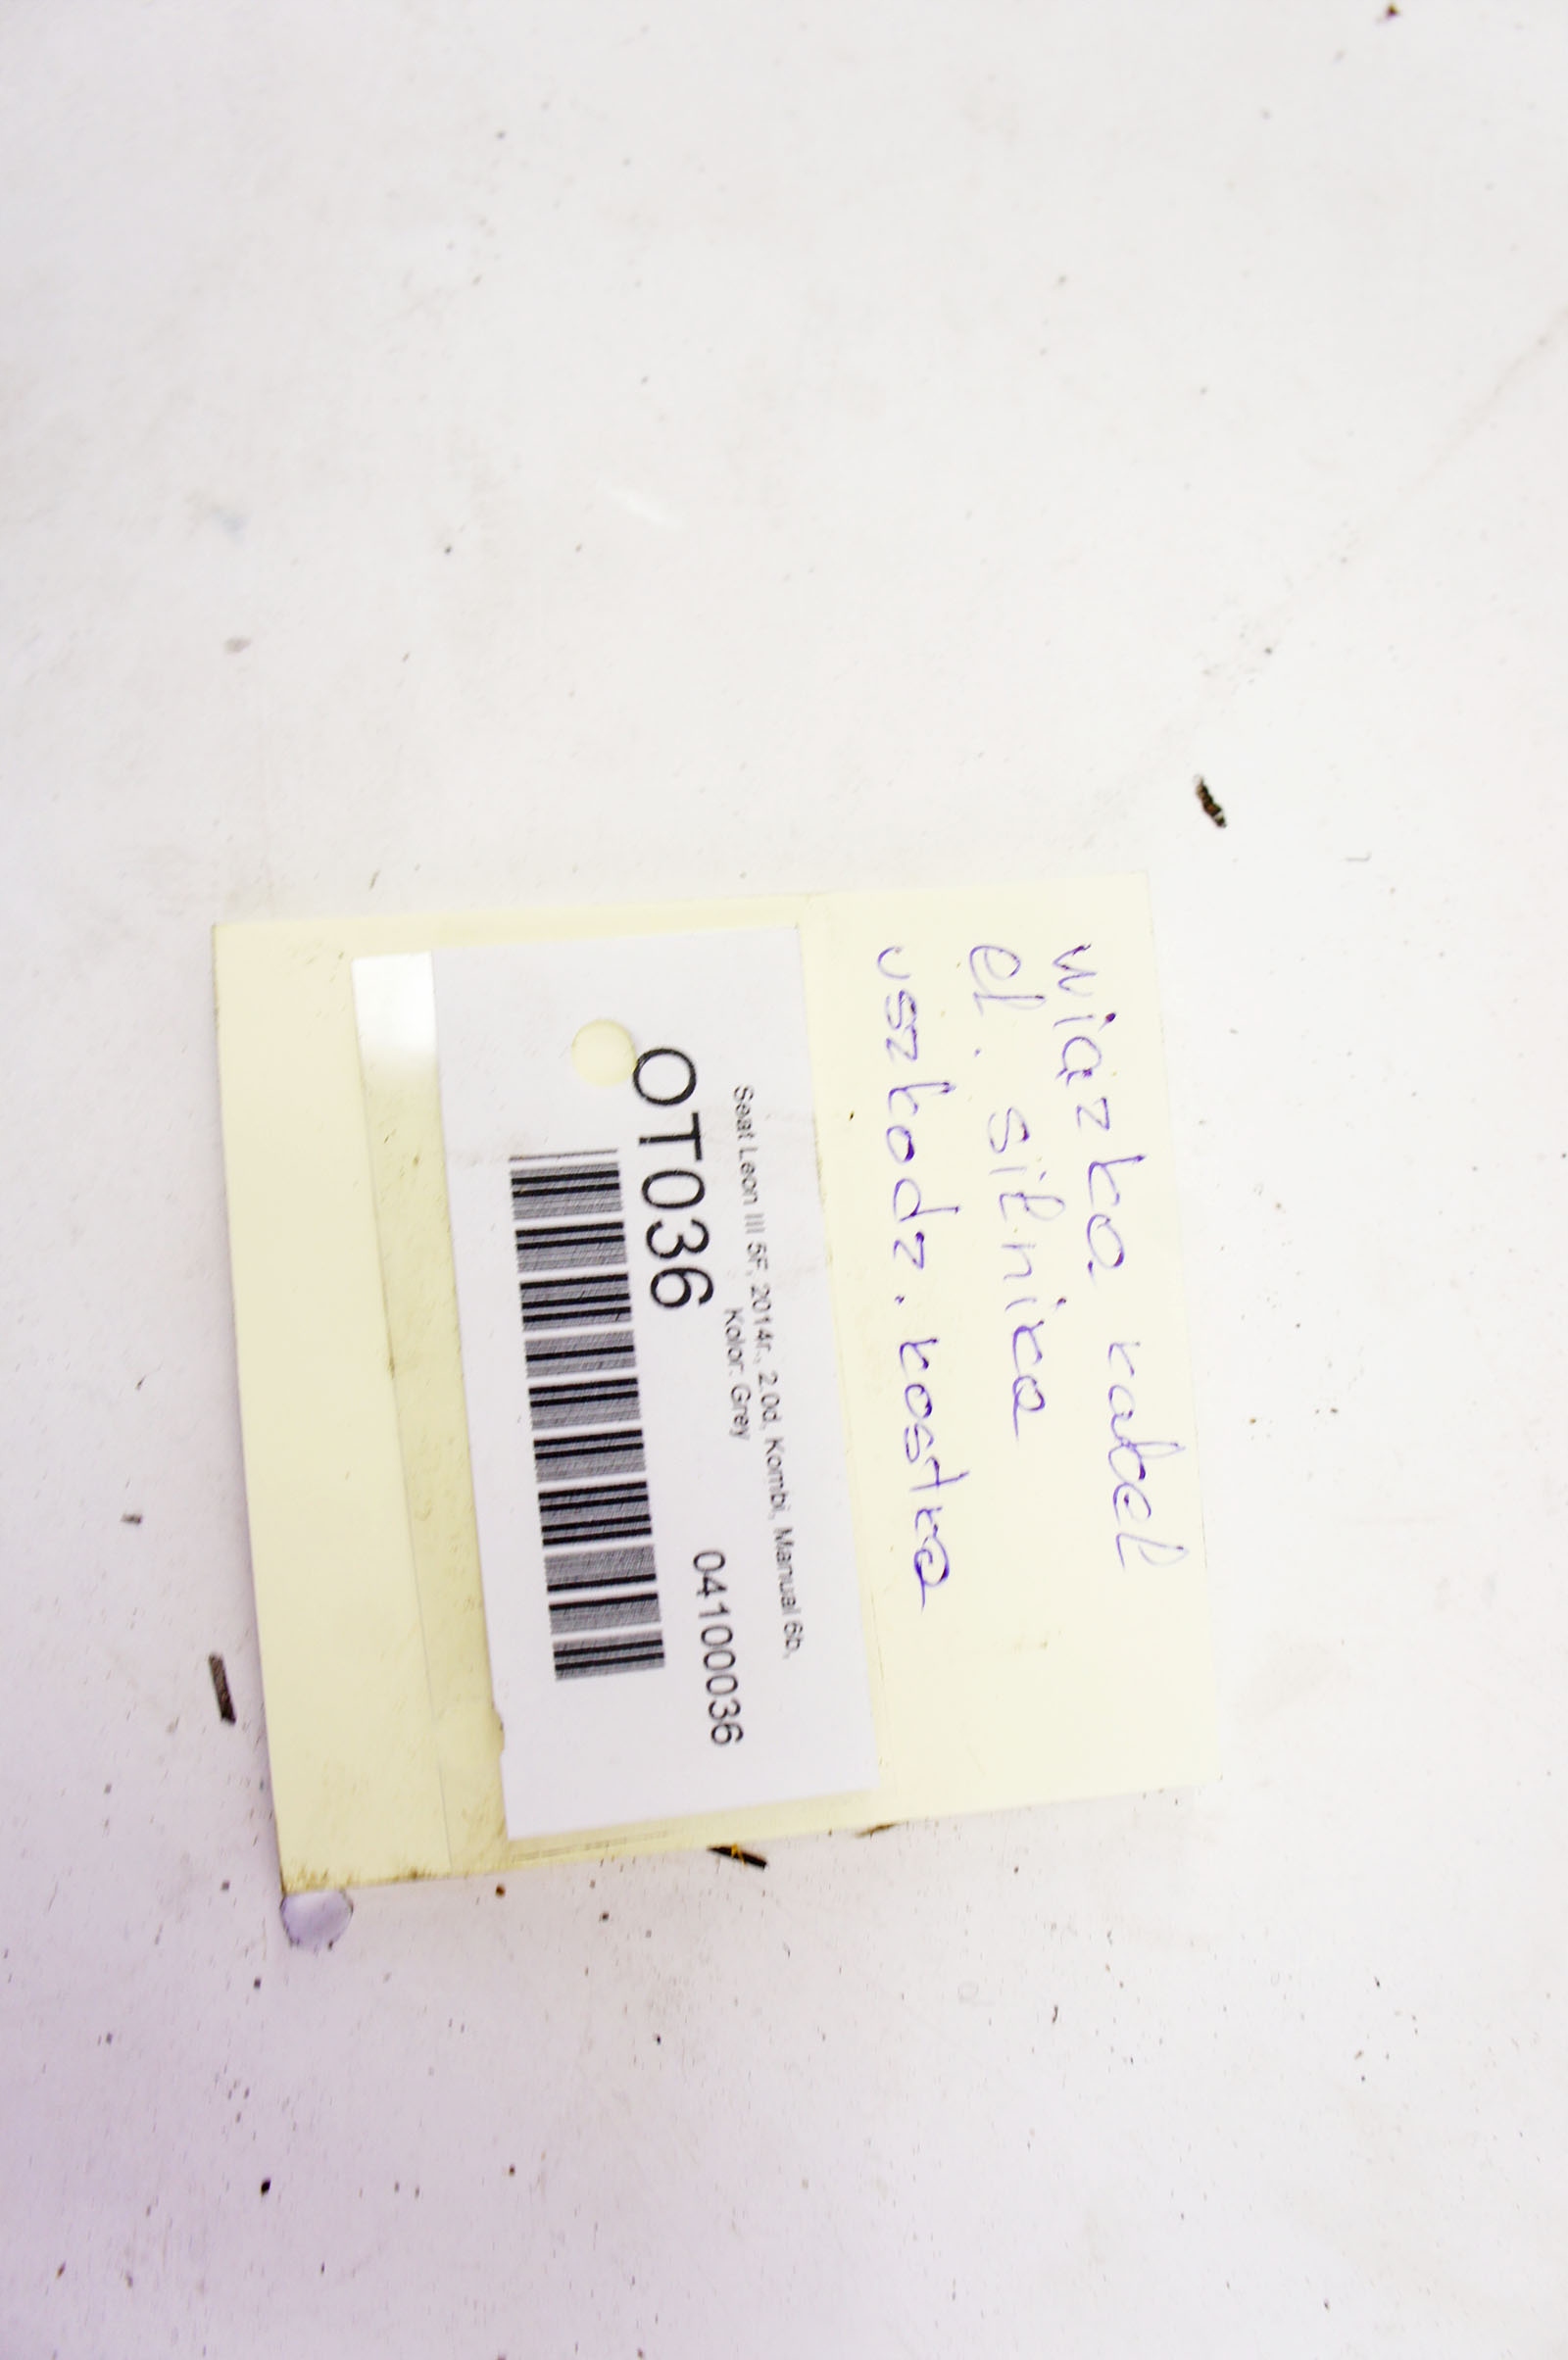 wiązka kabel
el. silnika
uszkodz. kostka
Seat Leon III 5F, 2014r., 2.0d, Kombi, Manual 6b,
Kolor: Grey
OT036 04100036